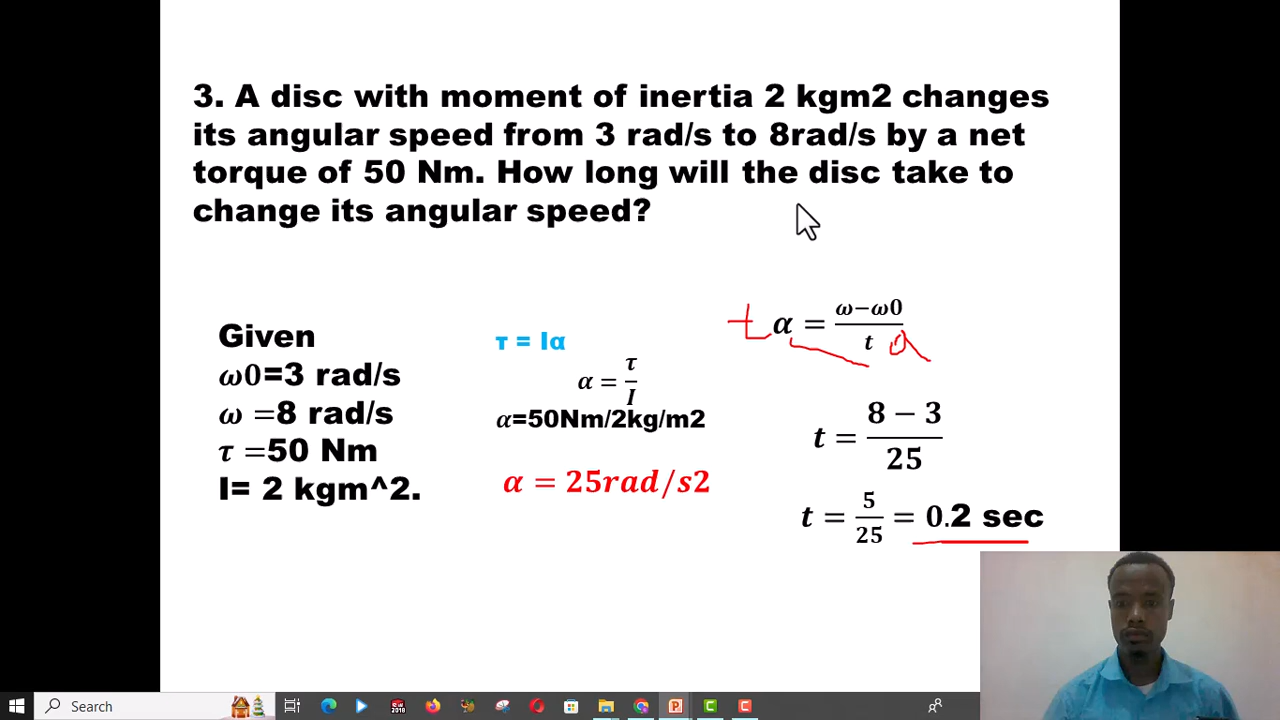 3. A disc with moment of inertia 2 kgm2 changes
its angular speed from 3 rad/s to 8rad/s by a net
torque of 50 Nm. How long will the disc take to
change its angular speed?
Given
ω0=3 rad/s
ω =8 rad/s
τ =50 Nm
I= 2 kgm^2.
τ = Iα
α = τ/I
α=50Nm/2kg/m2
α = 25rad/s2
t α = ω−ω0/t α
t = 8 − 3/25
t = 5/25 = 0.2 sec
Search
2018